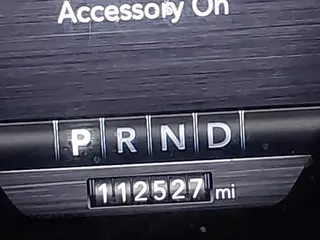 Accessory On
P R N D
112527 mi